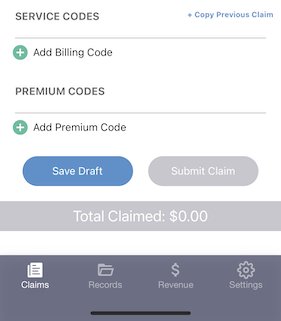 SERVICE CODES
+ Copy Previous Claim
+ Add Billing Code
PREMIUM CODES
+ Add Premium Code
Save Draft
Submit Claim
Total Claimed: $0.00
Claims
Records
$
Revenue
Settings